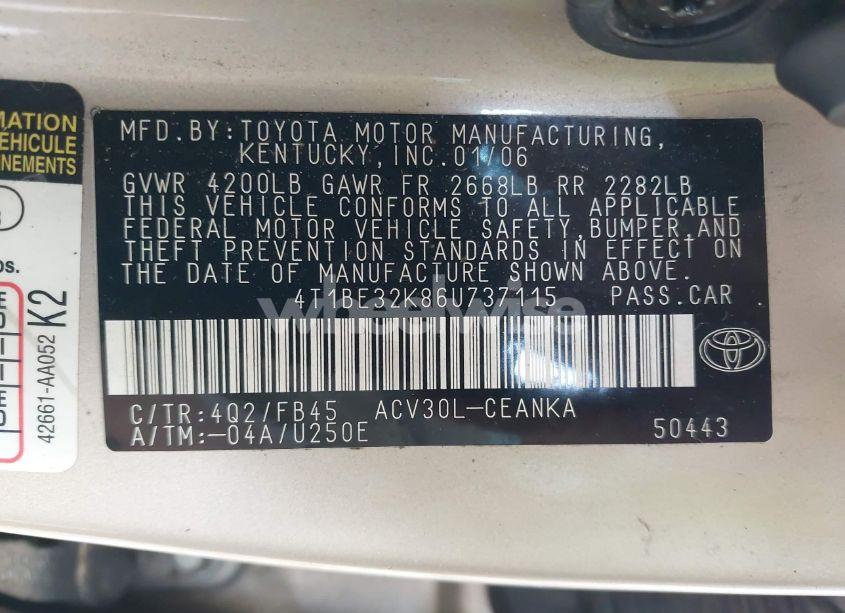 MATION
VÉHICULE
NEMENTS
os.
42661-AA052
K2
MFD.BY:TOYOTA MOTOR MANUFACTURING,
KENTUCKY,INC.01/06
GVWR 4200LB GAWR FR 2668LB RR 2282LB
THIS VEHICLE CONFORMS TO ALL APPLICABLE
FEDERAL MOTOR VEHICLE SAFETY,BUMPER,AND
THEFT PREVENTION STANDARDS IN EFFECT ON
THE DATE OF MANUFACTURE SHOWN ABOVE.
4T1BE32K86U737115 PASS.CAR
wheelwise
C/TR:4Q2/FB45 ACV30L-CEANKA
A/TM:-04A/U250E 50443